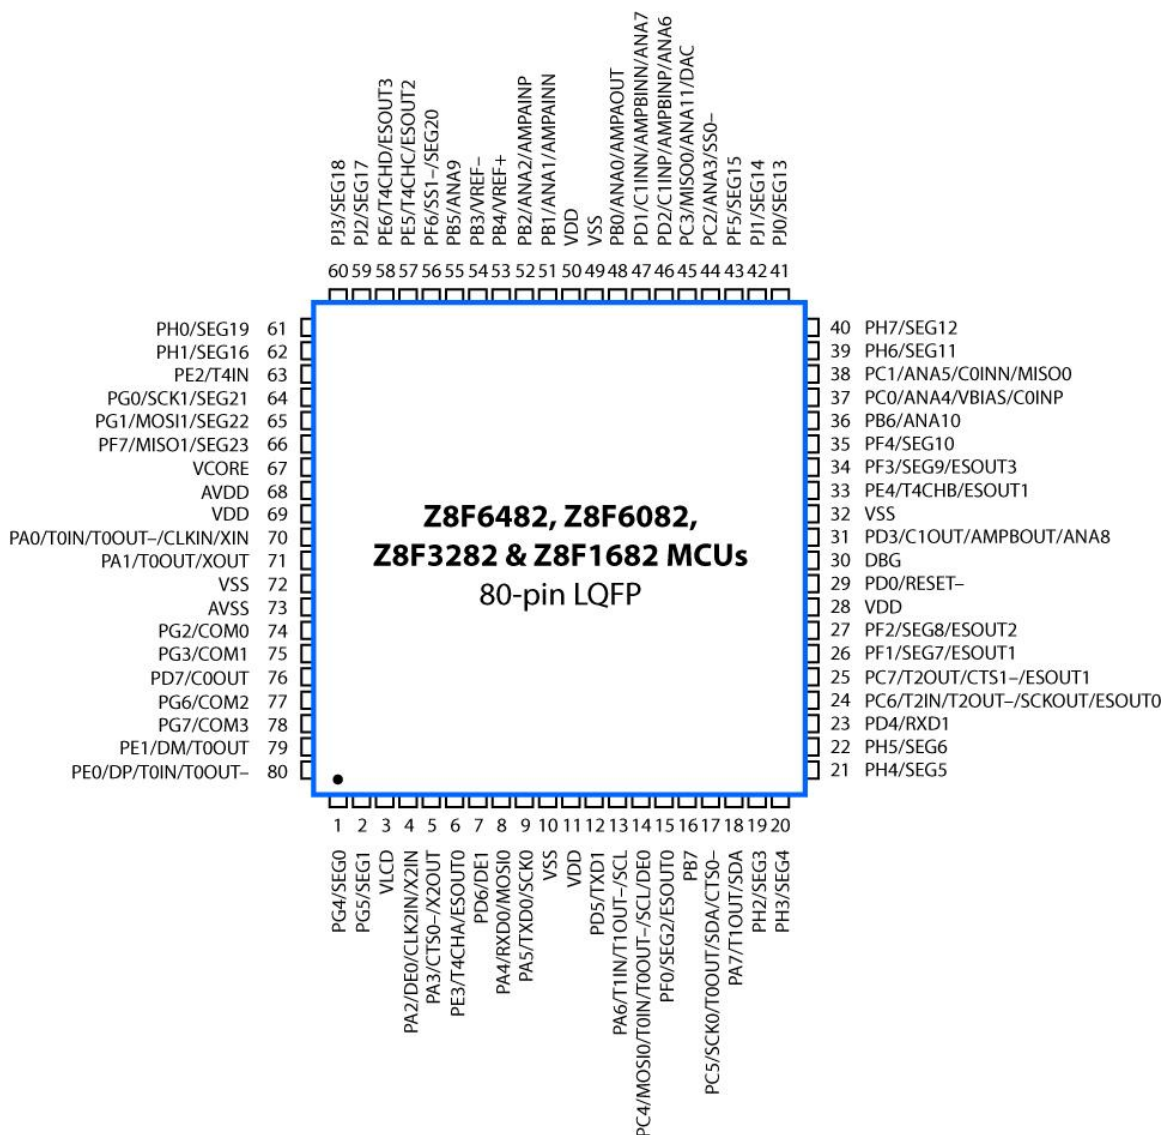 PJ3/SEG18
PJ2/SEG17
PE6/T4CHD/ESOUT3
PE5/T4CHC/ESOUT2
PF6/SS1–/SEG20
PB5/ANA9
PB3/VREF–
PB4/VREF+
PB2/ANA2/AMPAINP
PB1/ANA1/AMPAINN
VDD
VSS
PB0/ANA0/AMPAOUT
PD1/C1INN/AMPBINN/ANA7
PD2/C1INP/AMPBINP/ANA6
PC3/MISO0/ANA11/DAC
PC2/ANA3/SS0–
PF5/SEG15
PJ1/SEG14
PJ0/SEG13
60 59 58 57 56 55 54 53 52 51 50 49 48 47 46 45 44 43 42 41
PH0/SEG19 61
PH1/SEG16 62
PE2/T4IN 63
PG0/SCK1/SEG21 64
PG1/MOSI1/SEG22 65
PF7/MISO1/SEG23 66
VCORE 67
AVDD 68
VDD 69
PA0/T0IN/T0OUT–/CLKIN/XIN 70
PA1/T0OUT/XOUT 71
VSS 72
AVSS 73
PG2/COM0 74
PG3/COM1 75
PD7/C0OUT 76
PG6/COM2 77
PG7/COM3 78
PE1/DM/T0OUT 79
PE0/DP/T0IN/T0OUT– 80
Z8F6482, Z8F6082,
Z8F3282 & Z8F1682 MCUs
80-pin LQFP
40 PH7/SEG12
39 PH6/SEG11
38 PC1/ANA5/C0INN/MISO0
37 PC0/ANA4/VBIAS/C0INP
36 PB6/ANA10
35 PF4/SEG10
34 PF3/SEG9/ESOUT3
33 PE4/T4CHB/ESOUT1
32 VSS
31 PD3/C1OUT/AMPBOUT/ANA8
30 DBG
29 PD0/RESET–
28 VDD
27 PF2/SEG8/ESOUT2
26 PF1/SEG7/ESOUT1
25 PC7/T2OUT/CTS1–/ESOUT1
24 PC6/T2IN/T2OUT–/SCKOUT/ESOUT0
23 PD4/RXD1
22 PH5/SEG6
21 PH4/SEG5
1 2 3 4 5 6 7 8 9 10 11 12 13 14 15 16 17 18 19 20
PG4/SEG0
PG5/SEG1
VLCD
PA2/DE0/CLK2IN/X2IN
PA3/CTS0–/X2OUT
PE3/T4CHA/ESOUT0
PD6/DE1
PA4/RXD0/MOSI0
PA5/TXD0/SCK0
VSS
VDD
PD5/TXD1
PA6/T1IN/T1OUT–/SCL
PC4/MOSI0/T0IN/T0OUT–/SCL/DE0
PF0/SEG2/ESOUT0
PB7
PC5/SCK0/T0OUT/SDA/CTS0–
PA7/T1OUT/SDA
PH2/SEG3
PH3/SEG4